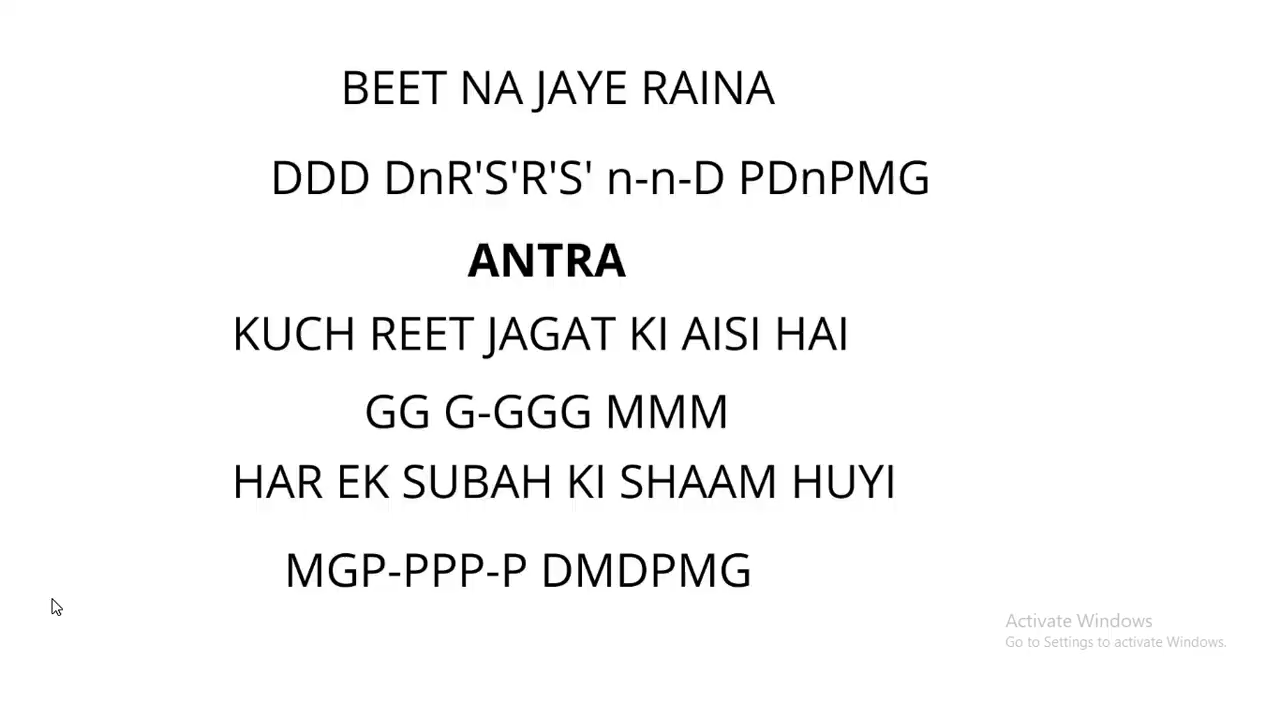 BEET NA JAYE RAINA
DDD DnR'S'R'S' n-n-D PDnPMG
ANTRA
KUCH REET JAGAT KI AISI HAI
GG G-GGG MMM
HAR EK SUBAH KI SHAAM HUYI
MGP-PPP-P DMDPMG
Activate Windows
Go to Settings to activate Windows.